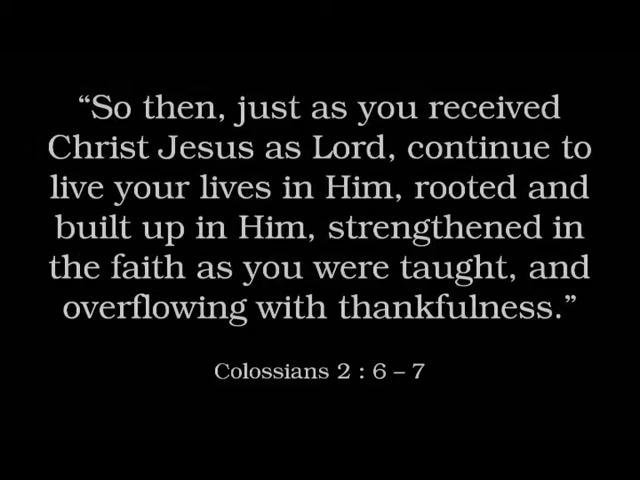 “So then, just as you received
Christ Jesus as Lord, continue to
live your lives in Him, rooted and
built up in Him, strengthened in
the faith as you were taught, and
overflowing with thankfulness.”
Colossians 2 : 6 – 7